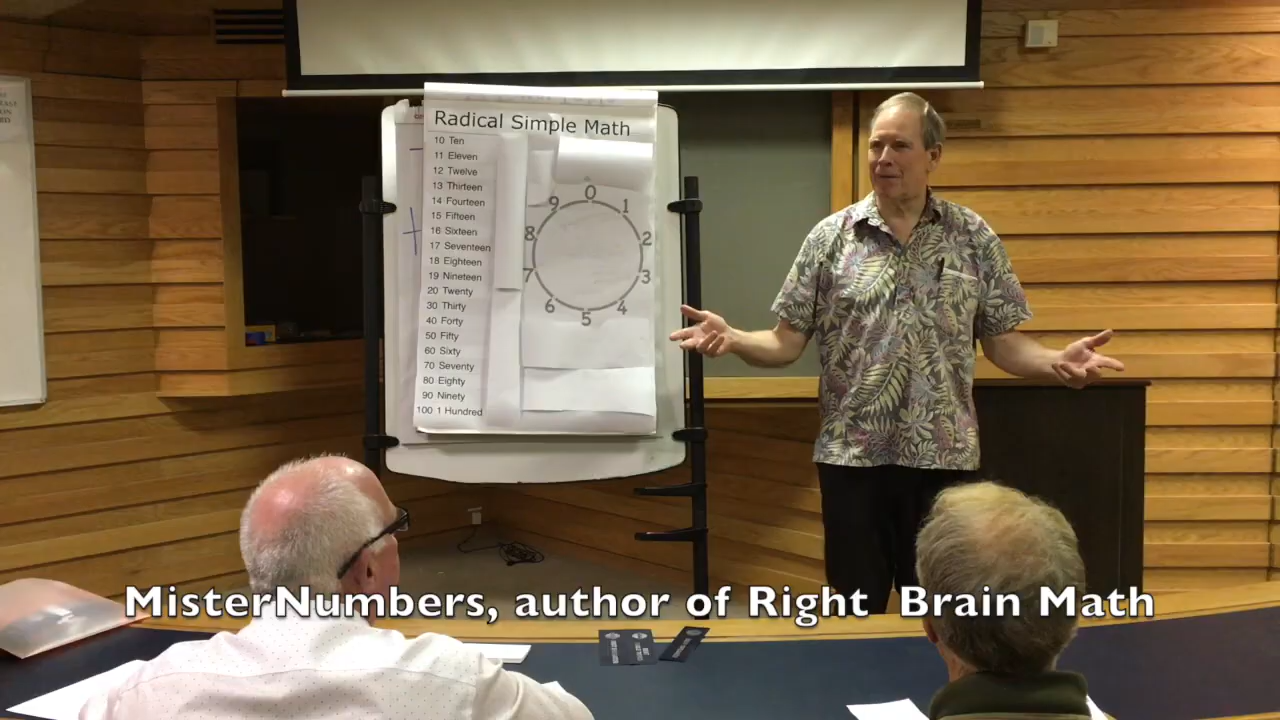 Radical Simple Math
10 Ten
11 Eleven
12 Twelve
13 Thirteen
14 Fourteen
15 Fifteen
16 Sixteen
17 Seventeen
18 Eighteen
19 Nineteen
20 Twenty
30 Thirty
40 Forty
50 Fifty
60 Sixty
70 Seventy
80 Eighty
90 Ninety
100 1 Hundred
0
1
2
3
4
5
6
7
8
9
MisterNumbers, author of Right Brain Math